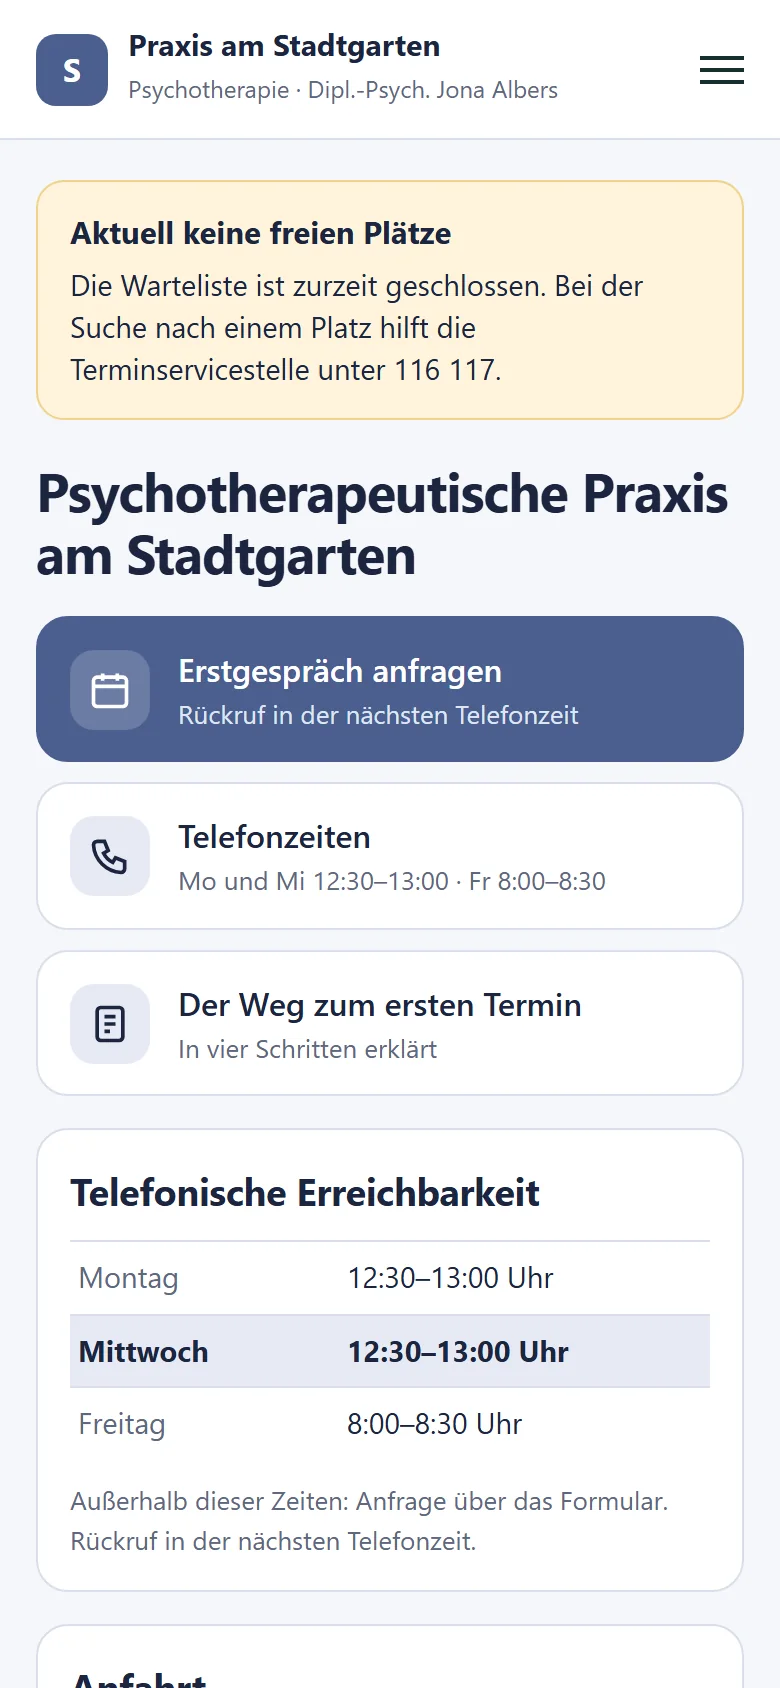 S
Praxis am Stadtgarten
Psychotherapie · Dipl.-Psych. Jona Albers
Aktuell keine freien Plätze
Die Warteliste ist zurzeit geschlossen. Bei der
Suche nach einem Platz hilft die
Terminservicestelle unter 116 117.
Psychotherapeutische Praxis
am Stadtgarten
Erstgespräch anfragen
Rückruf in der nächsten Telefonzeit
Telefonzeiten
Mo und Mi 12:30–13:00 · Fr 8:00–8:30
Der Weg zum ersten Termin
In vier Schritten erklärt
Telefonische Erreichbarkeit
Montag 12:30–13:00 Uhr
Mittwoch 12:30–13:00 Uhr
Freitag 8:00–8:30 Uhr
Außerhalb dieser Zeiten: Anfrage über das Formular.
Rückruf in der nächsten Telefonzeit.
Anfahrt